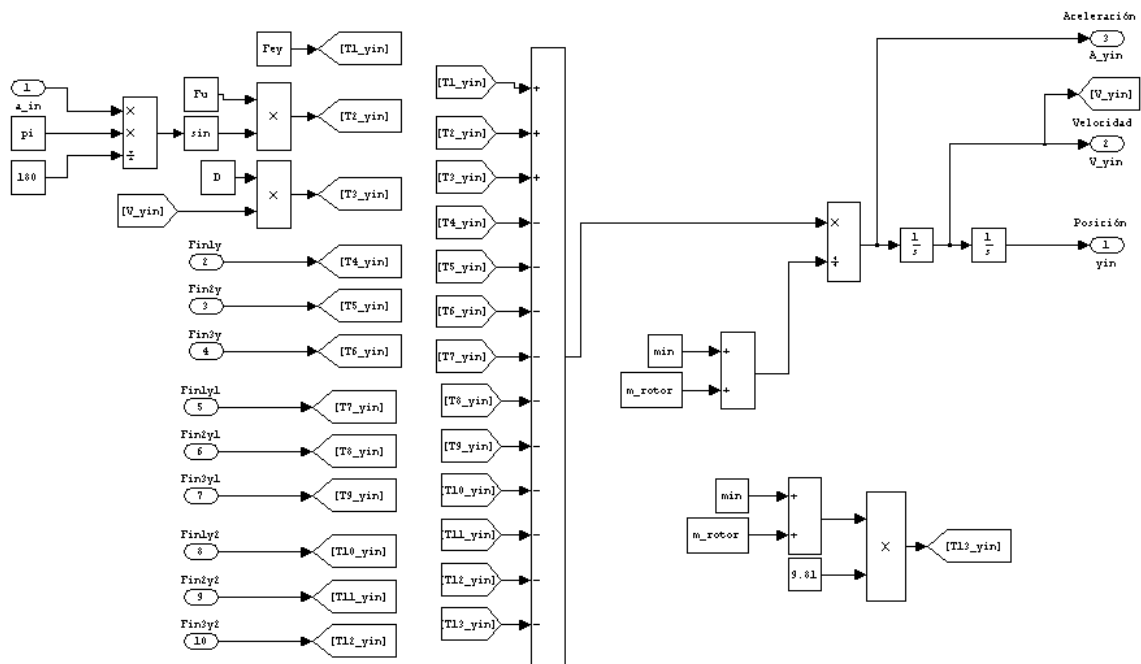 Aceleración
3
A_yin
Fey
[T1_yin]
1
a_in
pi
180
×
×
÷
sin
Fu
×
[T2_yin]
D
[V_yin]
×
[T3_yin]
Fin1y
2
[T4_yin]
Fin2y
3
[T5_yin]
Fin3y
4
[T6_yin]
Fin1y1
5
[T7_yin]
Fin2y1
6
[T8_yin]
Fin3y1
7
[T9_yin]
Fin1y2
8
[T10_yin]
Fin2y2
9
[T11_yin]
Fin3y2
10
[T12_yin]
[T1_yin] +
[T2_yin] +
[T3_yin] +
[T4_yin] −
[T5_yin] −
[T6_yin] −
[T7_yin] −
[T8_yin] −
[T9_yin] −
[T10_yin] −
[T11_yin] −
[T12_yin] −
[T13_yin] −
[V_yin]
Velocidad
2
V_yin
×
÷
1
s
1
s
Posición
1
yin
min
m_rotor
+
+
min
m_rotor
+
+
9.81
×
[T13_yin]